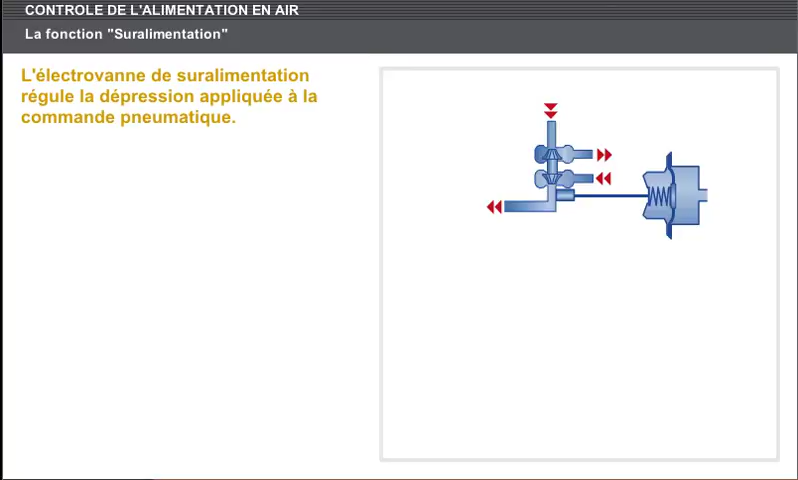 CONTROLE DE L'ALIMENTATION EN AIR
La fonction "Suralimentation"
L'électrovanne de suralimentation
régule la dépression appliquée à la
commande pneumatique.